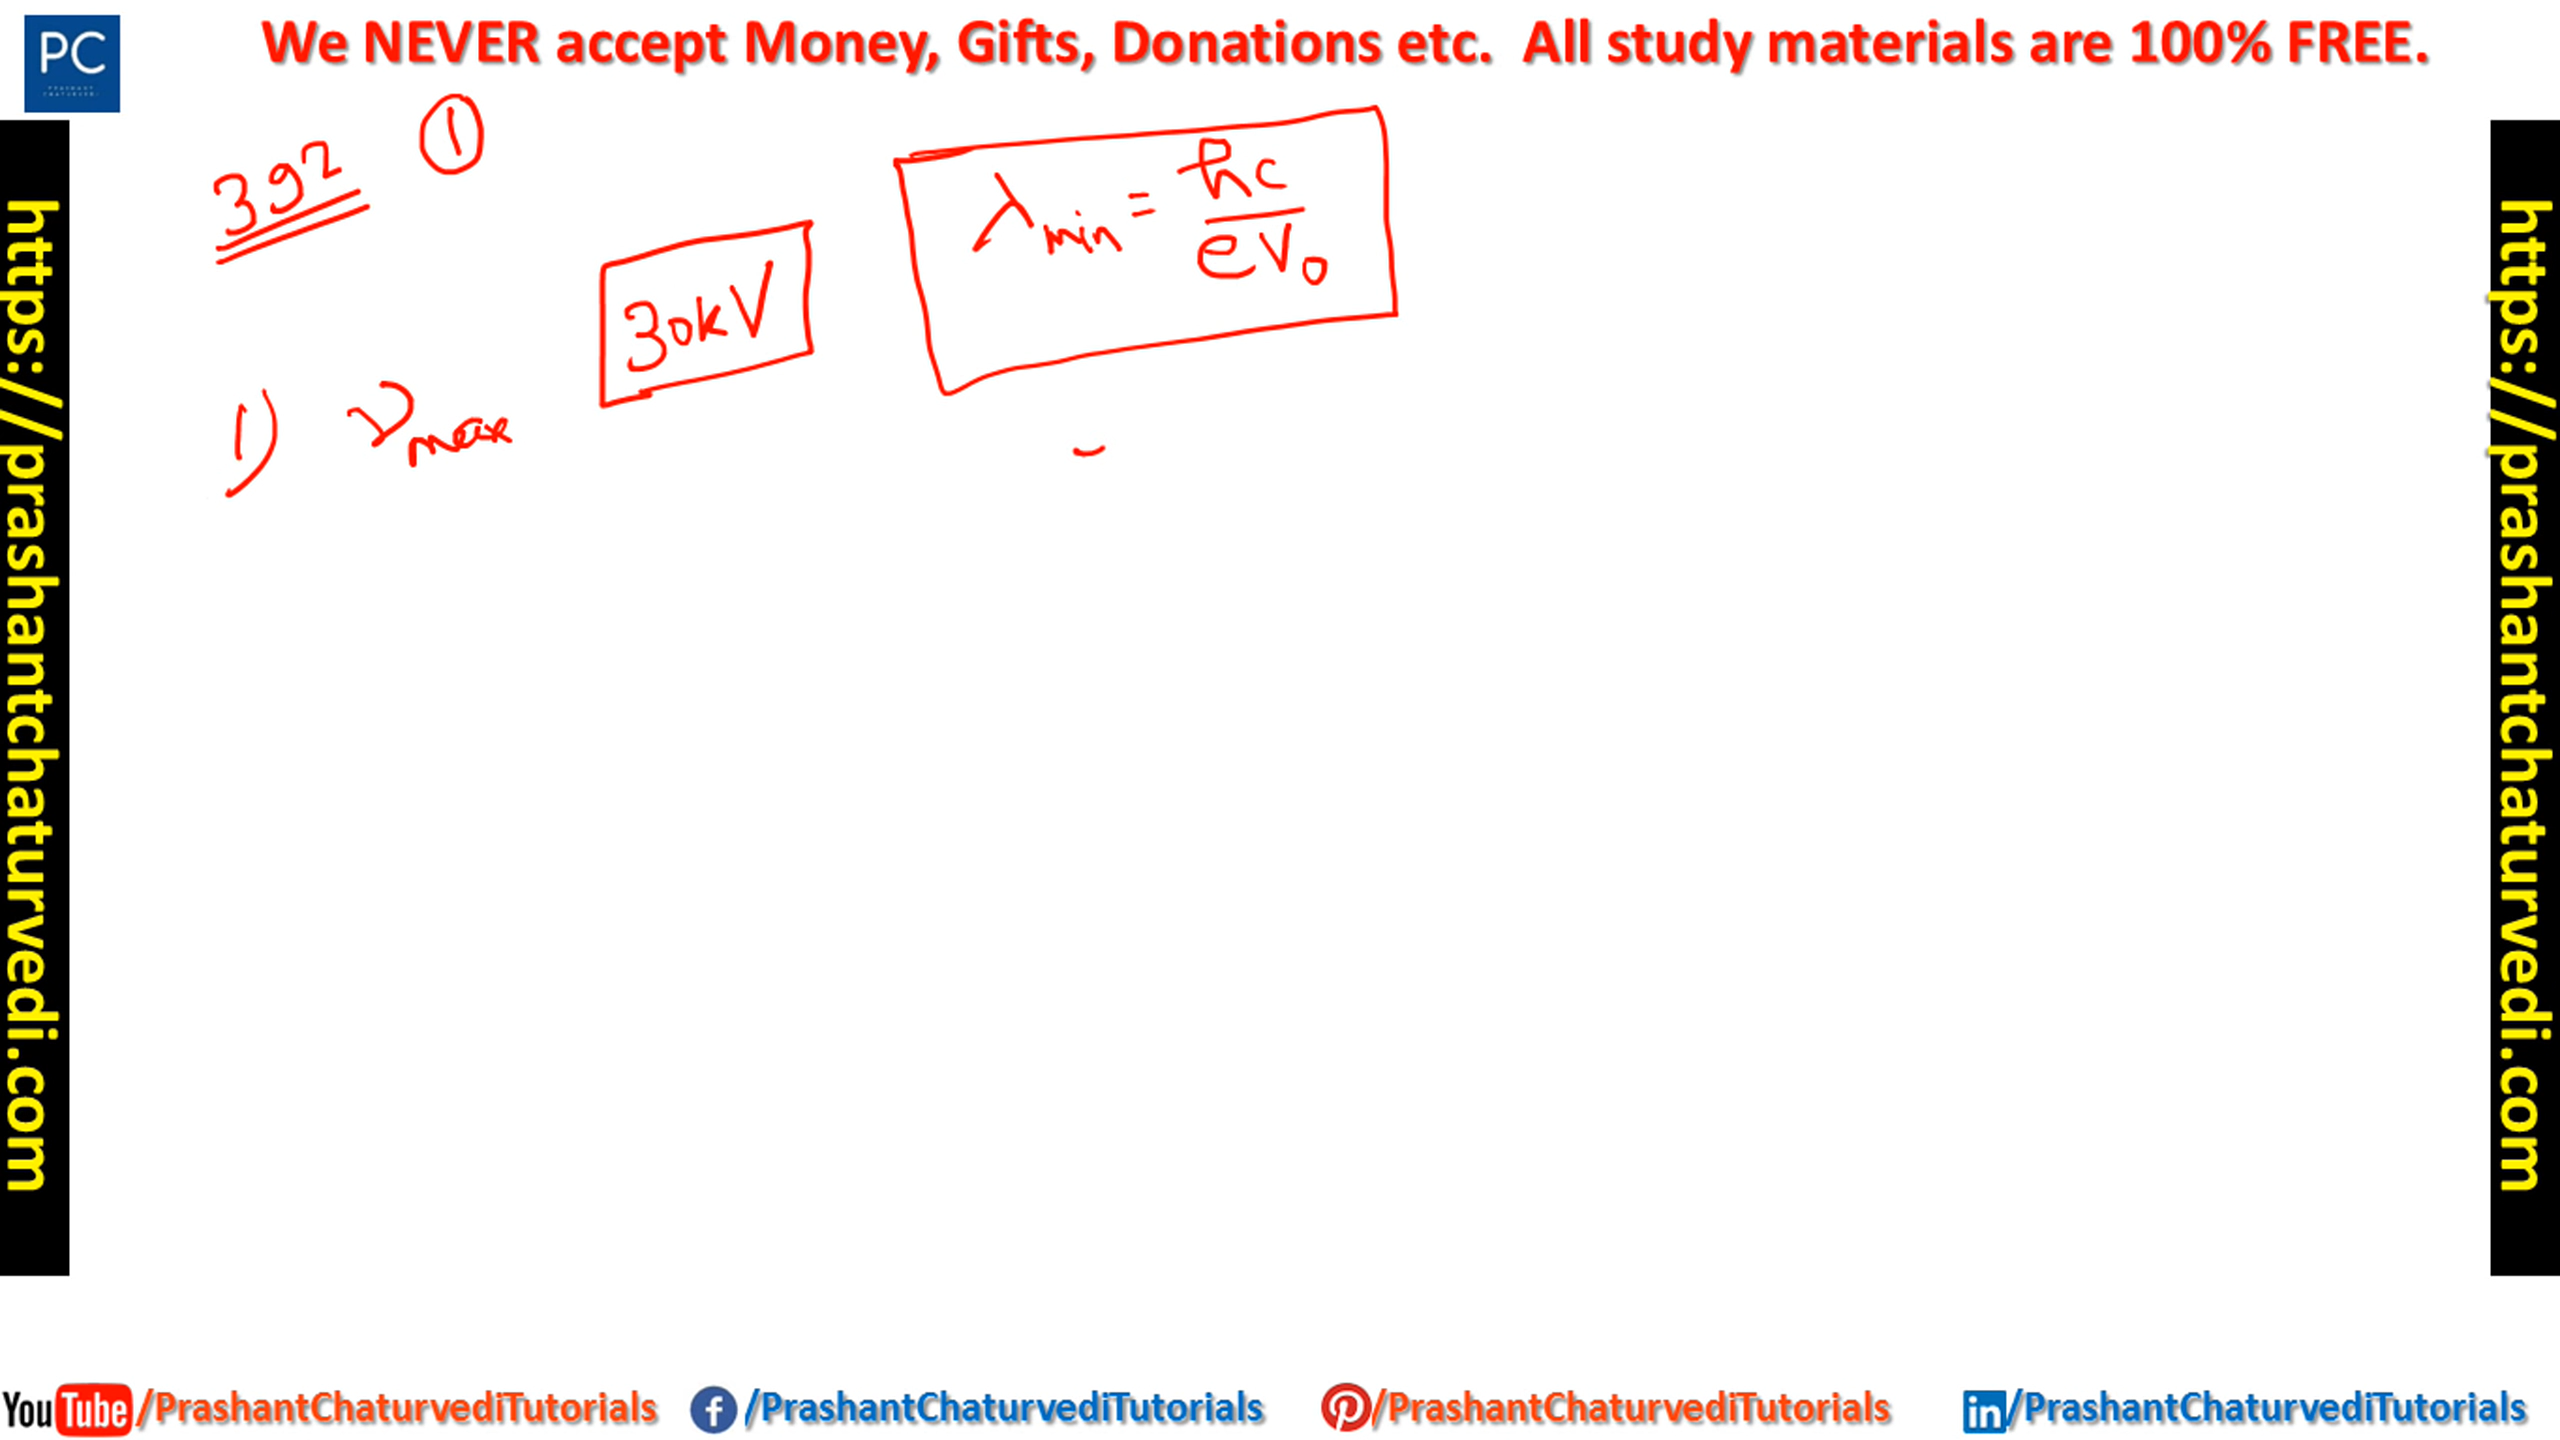 PC
We NEVER accept Money, Gifts, Donations etc. All study materials are 100% FREE.
https://prashantchaturvedi.com
392 ①
λmin = hc / eV₀
30kV
1) νmax
-
https://prashantchaturvedi.com
YouTube/PrashantChaturvediTutorials f/PrashantChaturvediTutorials /PrashantChaturvediTutorials in/PrashantChaturvediTutorials